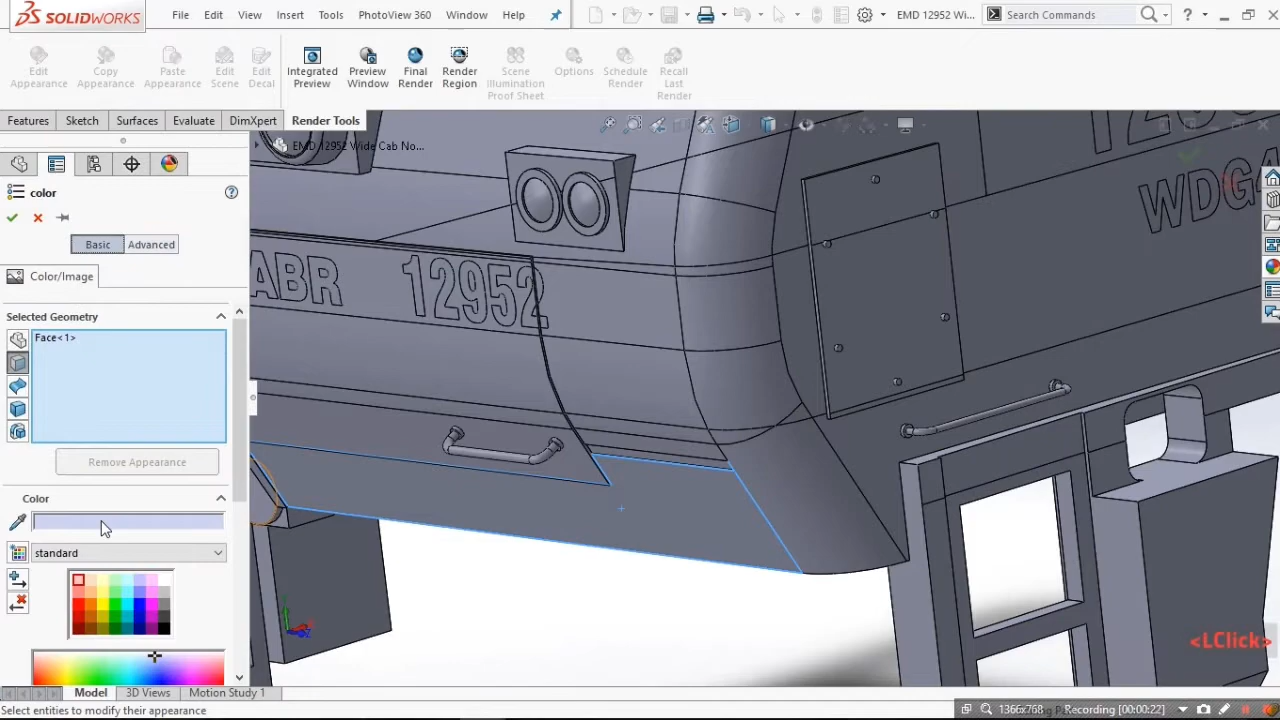 SOLIDWORKS File Edit View Insert Tools PhotoView 360 Window Help EMD 12952 Wi... Search Commands ?
Edit Appearance Copy Appearance Paste Appearance Edit Scene Edit Decal Integrated Preview Preview Window Final Render Render Region Scene Illumination Proof Sheet Options Schedule Render Recall Last Render
Features Sketch Surfaces Evaluate DimXpert Render Tools
EMD 12952 Wide Cab No...
color ?
Basic Advanced
Color/Image
Selected Geometry
Face<1>
Remove Appearance
Color
standard
ABR 12952
WDG4
<LClick>
Model 3D Views Motion Study 1
Select entities to modify their appearance
1366x768 Recording [00:00:22]